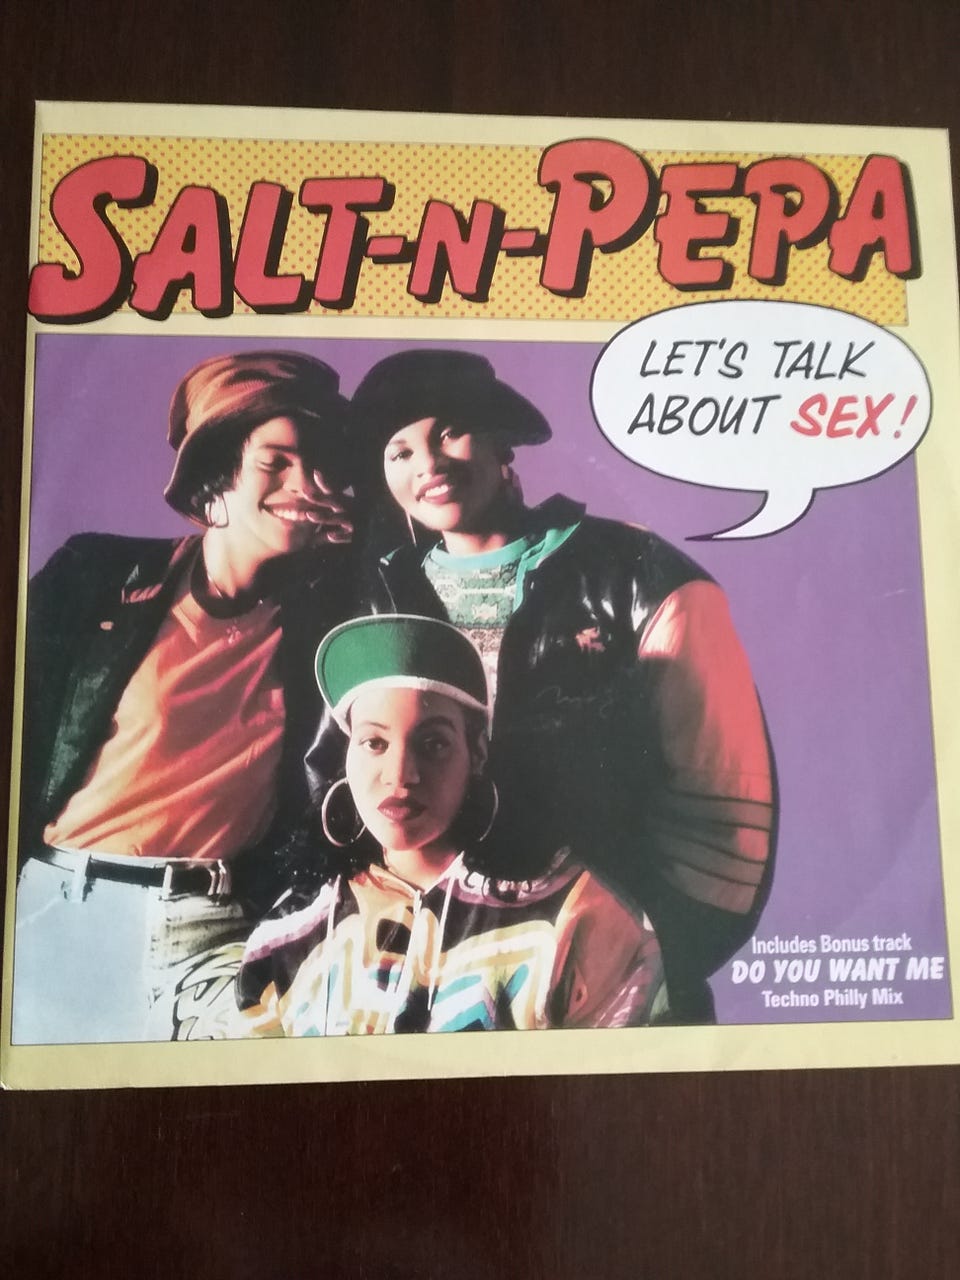 SALT-N-PEPA
LET'S TALK
ABOUT SEX!
Includes Bonus track
DO YOU WANT ME
Techno Philly Mix